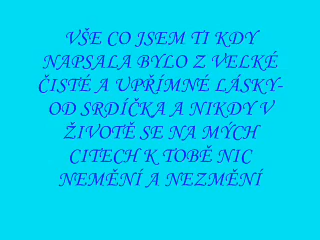 VŠE CO JSEM TI KDY
NAPSALA BYLO Z VELKÉ
ČISTÉ A UPŘÍMNÉ LÁSKY-
OD SRDÍČKA A NIKDY V
ŽIVOTĚ SE NA MÝCH
CITECH K TOBĚ NIC
NEMĚNÍ A NEZMĚNÍ